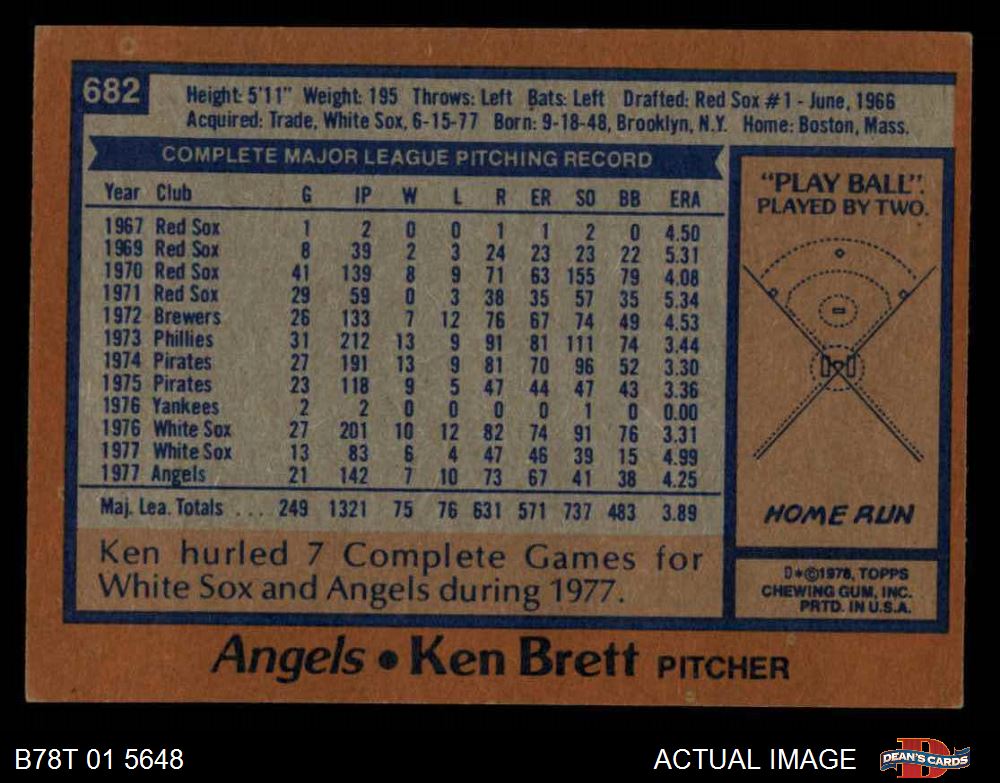 682
Height: 5'11" Weight: 195 Throws: Left Bats: Left Drafted: Red Sox #1 - June, 1966
Acquired: Trade, White Sox, 6-15-77 Born: 9-18-48, Brooklyn, N.Y. Home: Boston, Mass.
COMPLETE MAJOR LEAGUE PITCHING RECORD
Year Club G IP W L R ER SO BB ERA
1967 Red Sox 1 2 0 0 1 1 2 0 4.50
1969 Red Sox 8 39 2 3 24 23 23 22 5.31
1970 Red Sox 41 139 8 9 71 63 155 79 4.08
1971 Red Sox 29 59 0 3 38 35 57 35 5.34
1972 Brewers 26 133 7 12 76 67 74 49 4.53
1973 Phillies 31 212 13 9 91 81 111 74 3.44
1974 Pirates 27 191 13 9 81 70 96 52 3.30
1975 Pirates 23 118 9 5 47 44 47 43 3.36
1976 Yankees 2 2 0 0 0 0 1 0 0.00
1976 White Sox 27 201 10 12 82 74 91 76 3.31
1977 White Sox 13 83 6 4 47 46 39 15 4.99
1977 Angels 21 142 7 10 73 67 41 38 4.25
Maj. Lea. Totals ... 249 1321 75 76 631 571 737 483 3.89
Ken hurled 7 Complete Games for
White Sox and Angels during 1977.
"PLAY BALL".
PLAYED BY TWO.
HOME RUN
D*©1978, TOPPS
CHEWING GUM, INC.
PRTD. IN U.S.A.
Angels • Ken Brett PITCHER
B78T 01 5648
ACTUAL IMAGE
DEAN'S CARDS